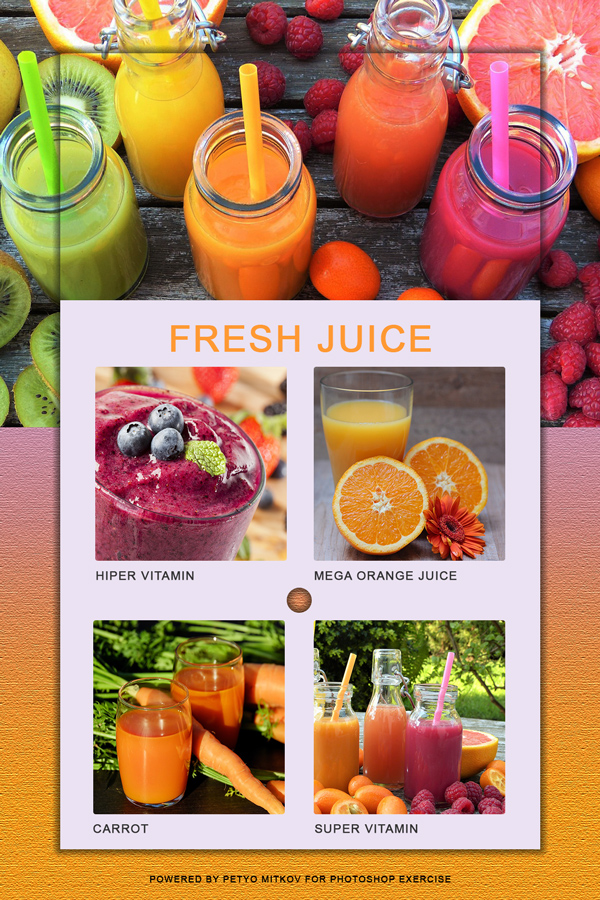 FRESH JUICE
HIPER VITAMIN
MEGA ORANGE JUICE
CARROT
SUPER VITAMIN
POWERED BY PETYO MITKOV FOR PHOTOSHOP EXERCISE